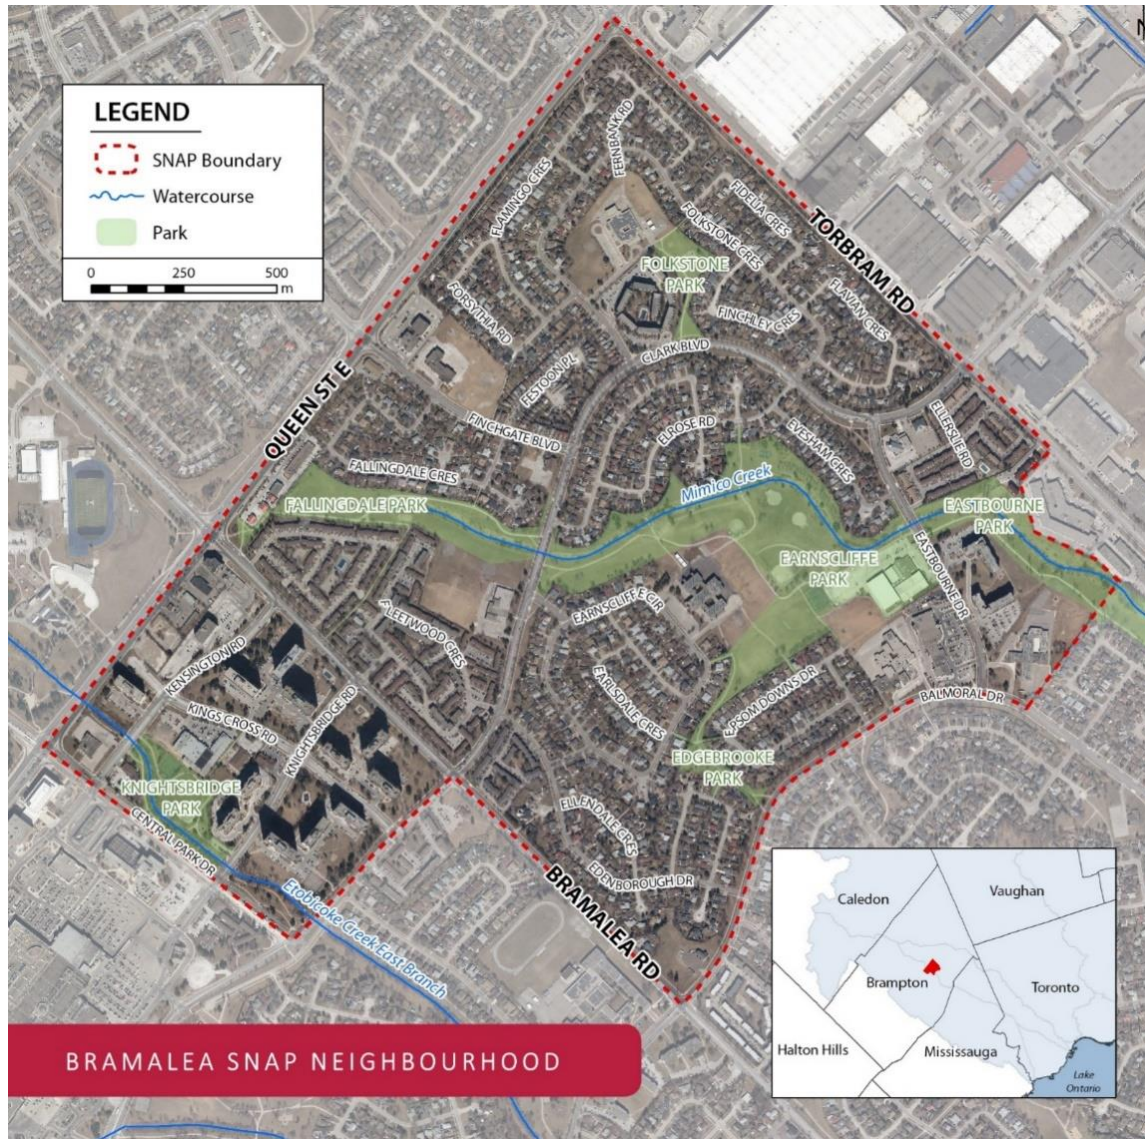 LEGEND
SNAP Boundary
Watercourse
Park
0 250 500
m
FERNBANK RD
FLAMINGO CRES
FIDELIA CRES
FOLKSTONE CRES
TORBRAM RD
FOLKSTONE
PARK
FORSYTHIA RD
FINCHLEY CRES
FLAVIAN CRES
CLARK BLVD
FESTOON PL
QUEEN ST E
FINCHGATE BLVD
ELROSE RD
EVESHAM CRES
ELLERSLIE RD
FALLINGDALE CRES
Mimico Creek
FALLINGDALE PARK
EASTBOURNE
PARK
EARNSCLIFFE
PARK
EASTBOURNE DR
EARNSCLIFFE CIR
FLEETWOOD CRES
KENSINGTON RD
KINGS CROSS RD
KNIGHTSBRIDGE RD
EARLSDALE CRES
EPSOM DOWNS DR
BALMORAL DR
EDGEBROOKE
PARK
KNIGHTSBRIDGE
PARK
CENTRAL PARK DR
ELLENDALE CRES
EDENBOROUGH DR
BRAMALEA RD
Etobicoke Creek East Branch
BRAMALEA SNAP NEIGHBOURHOOD
Caledon
Vaughan
Brampton
Toronto
Halton Hills
Mississauga
Lake
Ontario